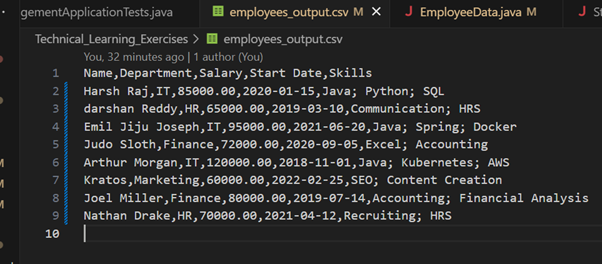 gementApplicationTests.java employees_output.csv M J EmployeeData.java M J St
Technical_Learning_Exercises > employees_output.csv
You, 32 minutes ago | 1 author (You)
1 Name,Department,Salary,Start Date,Skills
2 Harsh Raj,IT,85000.00,2020-01-15,Java; Python; SQL
3 darshan Reddy,HR,65000.00,2019-03-10,Communication; HRS
4 Emil Jiju Joseph,IT,95000.00,2021-06-20,Java; Spring; Docker
5 Judo Sloth,Finance,72000.00,2020-09-05,Excel; Accounting
M 6 Arthur Morgan,IT,120000.00,2018-11-01,Java; Kubernetes; AWS
M 7 Kratos,Marketing,60000.00,2022-02-25,SEO; Content Creation
M 8 Joel Miller,Finance,80000.00,2019-07-14,Accounting; Financial Analysis
9 Nathan Drake,HR,70000.00,2021-04-12,Recruiting; HRS
10